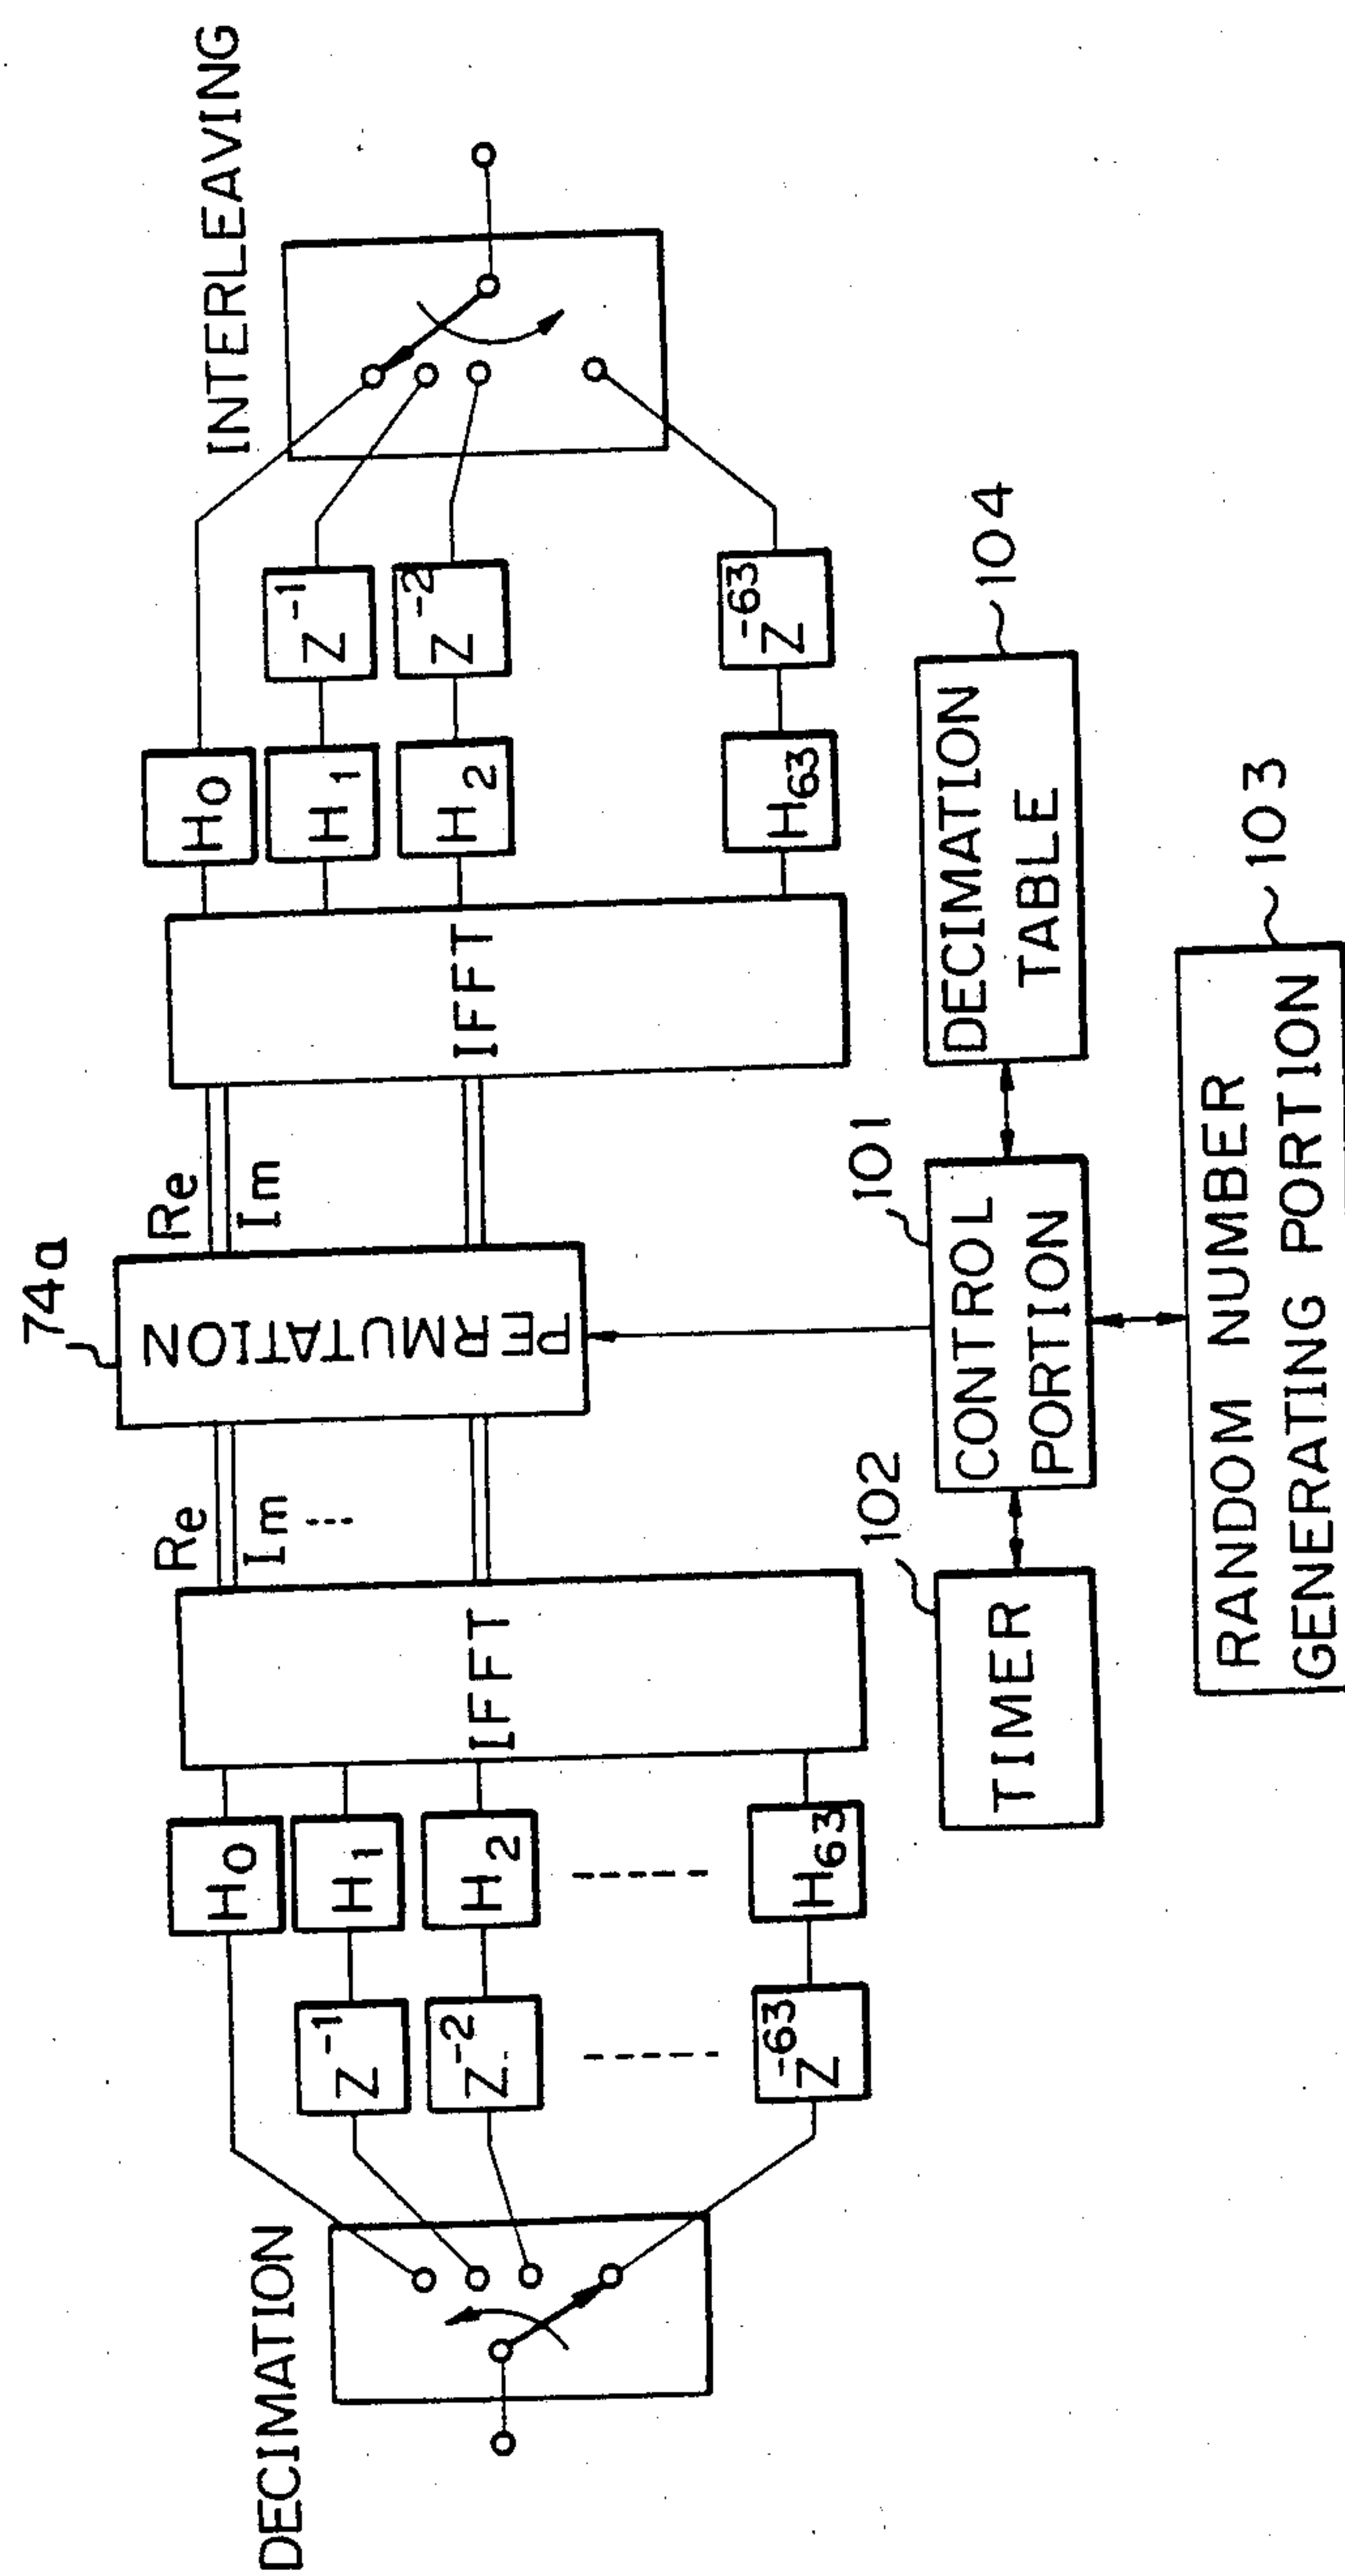 DECIMATION
INTERLEAVING
H0
Z-1
H1
Z-2
H2
Z-63
H63
IFFT
Re
Im
74a
PERMUTATION
Re
Im
IFFT
H0
H1
Z-1
H2
Z-2
H63
Z-63
TIMER
102
CONTROL
PORTION
101
DECIMATION
TABLE
104
RANDOM NUMBER
GENERATING PORTION
103